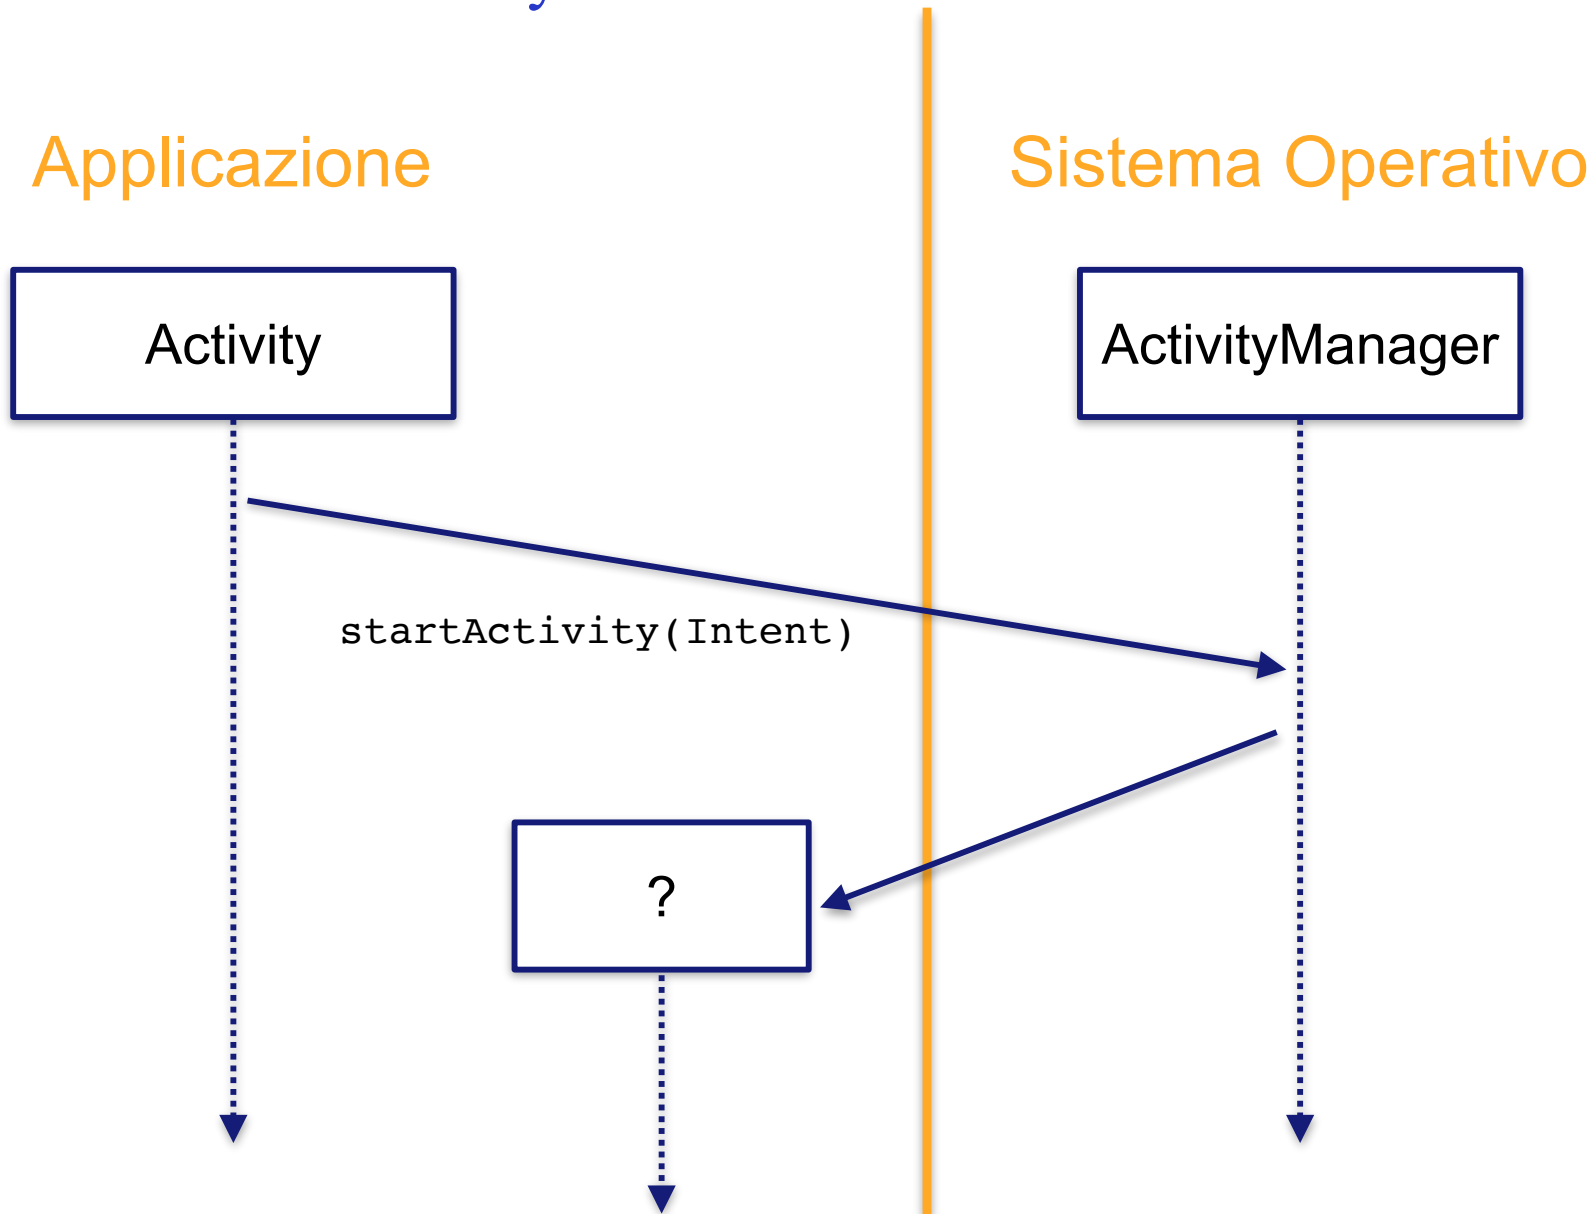 Applicazione
Sistema Operativo
Activity
ActivityManager
startActivity(Intent)
?